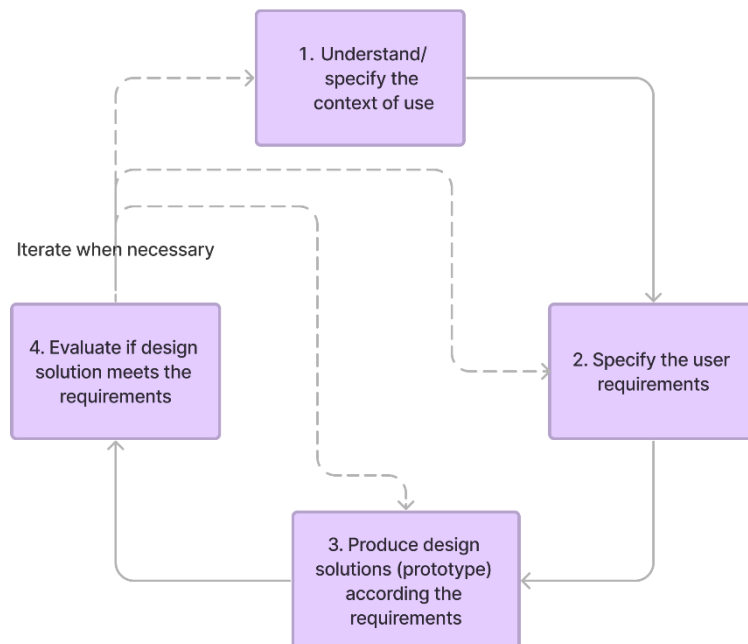 1. Understand/
specify the
context of use
Iterate when necessary
4. Evaluate if design
solution meets the
requirements
2. Specify the user
requirements
3. Produce design
solutions (prototype)
according the
requirements